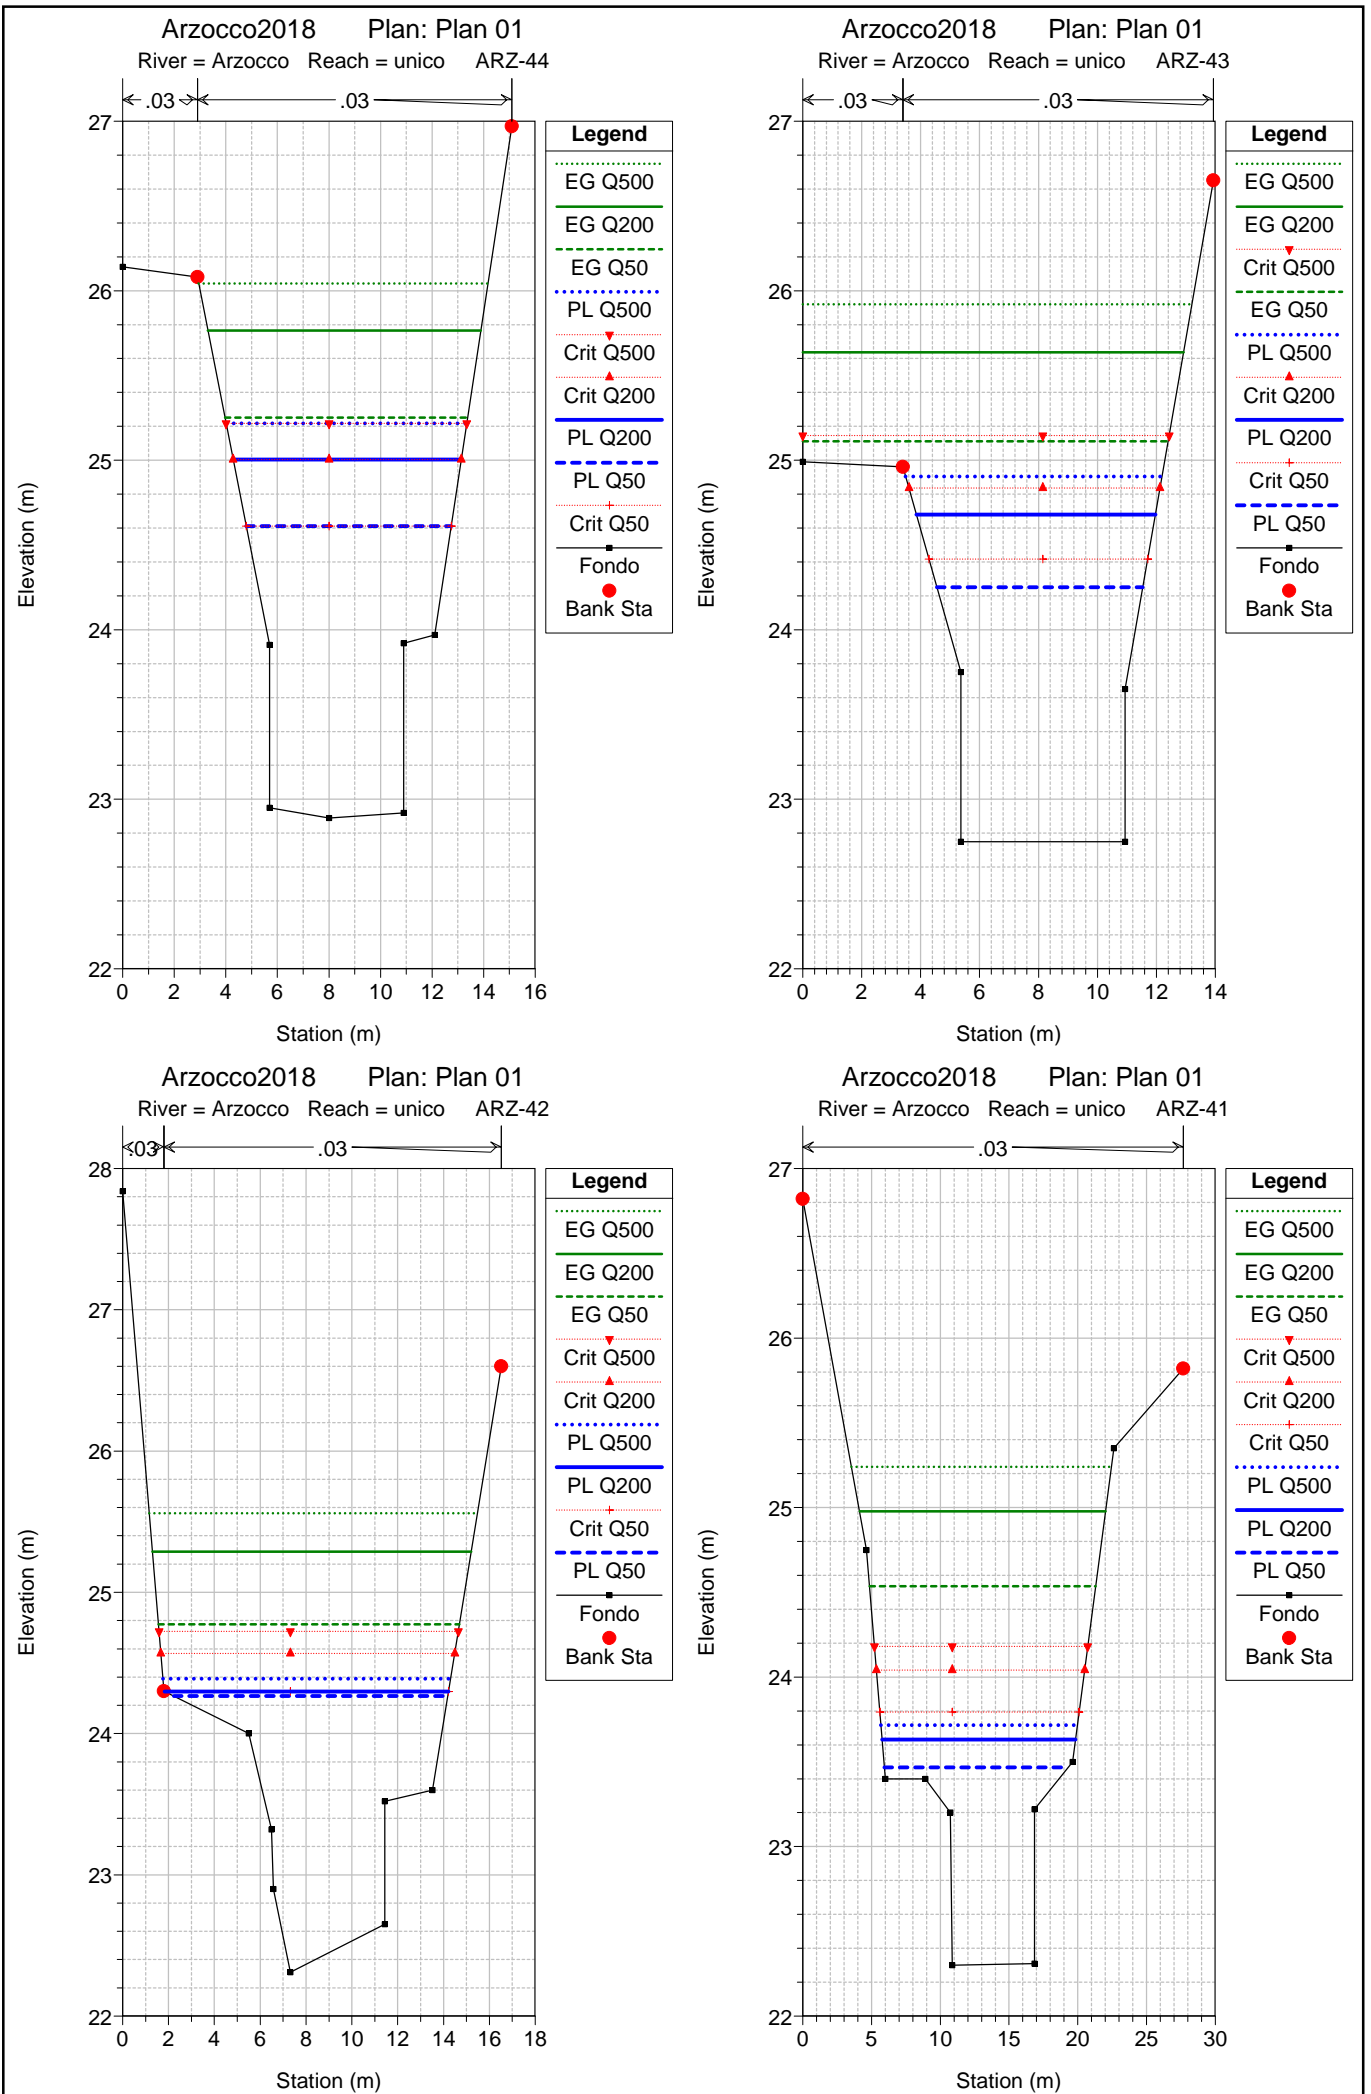 Arzocco2018 Plan: Plan 01
River = Arzocco Reach = unico ARZ-44
.03 .03
27
26
25
24
23
22
Elevation (m)
0 2 4 6 8 10 12 14 16
Station (m)
Legend
EG Q500
EG Q200
EG Q50
PL Q500
Crit Q500
Crit Q200
PL Q200
PL Q50
Crit Q50
Fondo
Bank Sta
Arzocco2018 Plan: Plan 01
River = Arzocco Reach = unico ARZ-43
.03 .03
27
26
25
24
23
22
Elevation (m)
0 2 4 6 8 10 12 14
Station (m)
Legend
EG Q500
EG Q200
Crit Q500
EG Q50
PL Q500
Crit Q200
PL Q200
Crit Q50
PL Q50
Fondo
Bank Sta
Arzocco2018 Plan: Plan 01
River = Arzocco Reach = unico ARZ-42
.03 .03
28
27
26
25
24
23
22
Elevation (m)
0 2 4 6 8 10 12 14 16 18
Station (m)
Legend
EG Q500
EG Q200
EG Q50
Crit Q500
Crit Q200
PL Q500
PL Q200
Crit Q50
PL Q50
Fondo
Bank Sta
Arzocco2018 Plan: Plan 01
River = Arzocco Reach = unico ARZ-41
.03
27
26
25
24
23
22
Elevation (m)
0 5 10 15 20 25 30
Station (m)
Legend
EG Q500
EG Q200
EG Q50
Crit Q500
Crit Q200
Crit Q50
PL Q500
PL Q200
PL Q50
Fondo
Bank Sta